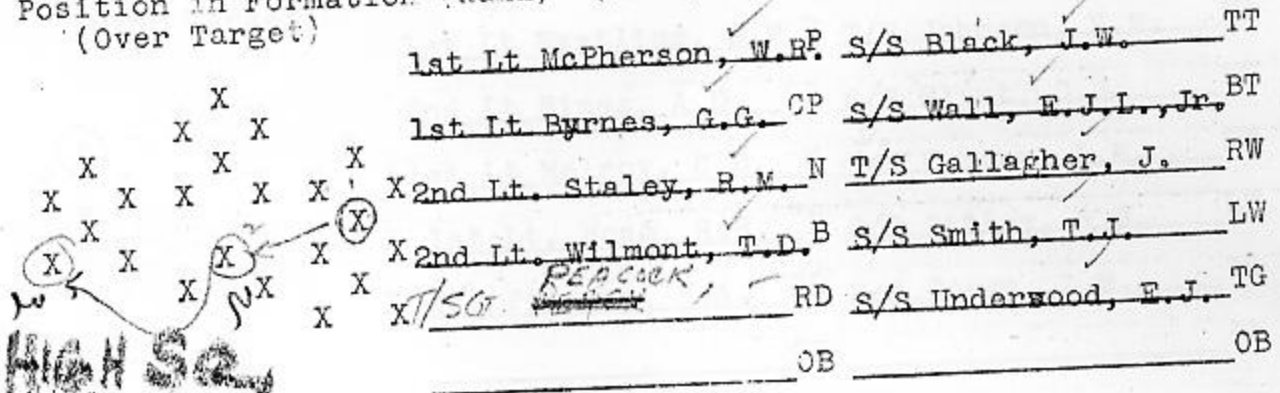 Position in Formation
(Over Target)
1st Lt McPherson, W.R. P S/S Black, J.W. TT
1st Lt Byrnes, G.G. CP S/S Wall, E.J.L., Jr. BT
2nd Lt. Staley, R.M. N T/S Gallagher, J. RW
2nd Lt. Wilmont, T.D. B S/S Smith, T.J. LW
T/SG. PEACOCK, - RD S/S Underwood, E.J. TG
OB OB
X
X X
X X X
X X X X X X
X X
X X X X X
X X X
X X
HIGH SQ.